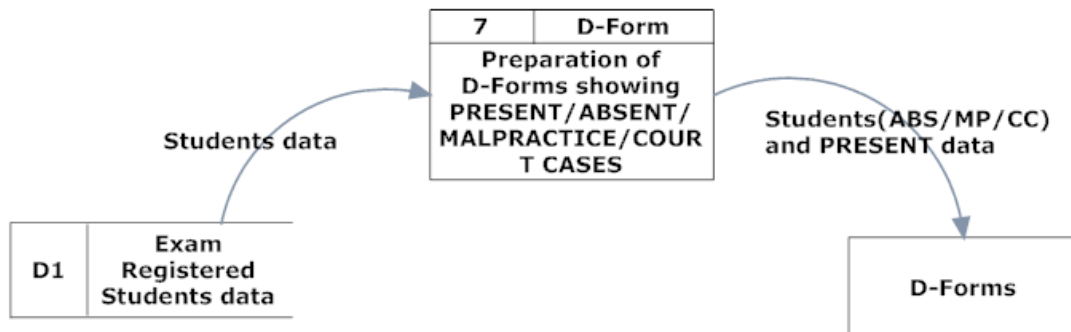 7 D-Form
Preparation of
D-Forms showing
PRESENT/ABSENT/
MALPRACTICE/COUR
T CASES
Students data
Students(ABS/MP/CC)
and PRESENT data
D1
Exam
Registered
Students data
D-Forms